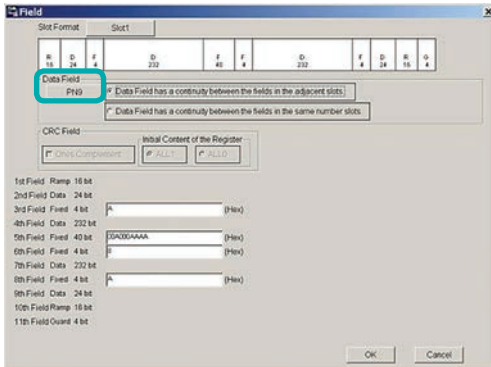 Field
Slot Format Slot1
R D F D F F D F D R G
16 24 4 232 40 4 232 4 24 16 4
Data Field
PN9 Data Field has a continuity between the fields in the adjacent slots.
Data Field has a continuity between the fields in the same number slots
CRC Field
Initial Content of the Register
Ones Complement ALL1 ALL0
1st Field Ramp 16 bit
2nd Field Data 24 bit
3rd Field Fixed 4 bit A (Hex)
4th Field Data 232 bit
5th Field Fixed 40 bit (Hex)
6th Field Fixed 4 bit (Hex)
7th Field Data 232 bit
8th Field Fixed 4 bit A (Hex)
9th Field Data 24 bit
10th Field Ramp 16 bit
11th Field Guard 4 bit
OK Cancel